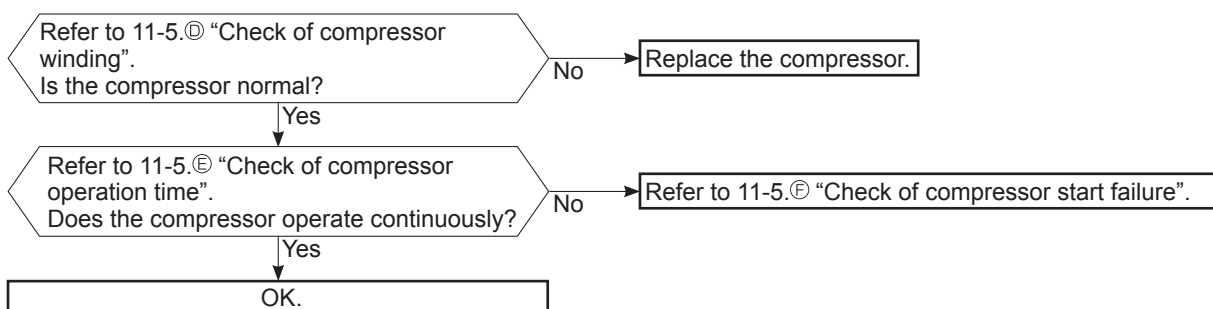 Refer to 11-5.Ⓓ “Check of compressor
winding”.
Is the compressor normal?
No
Replace the compressor.
Yes
Refer to 11-5.Ⓔ “Check of compressor
operation time”.
Does the compressor operate continuously?
No
Refer to 11-5.Ⓕ “Check of compressor start failure”.
Yes
OK.